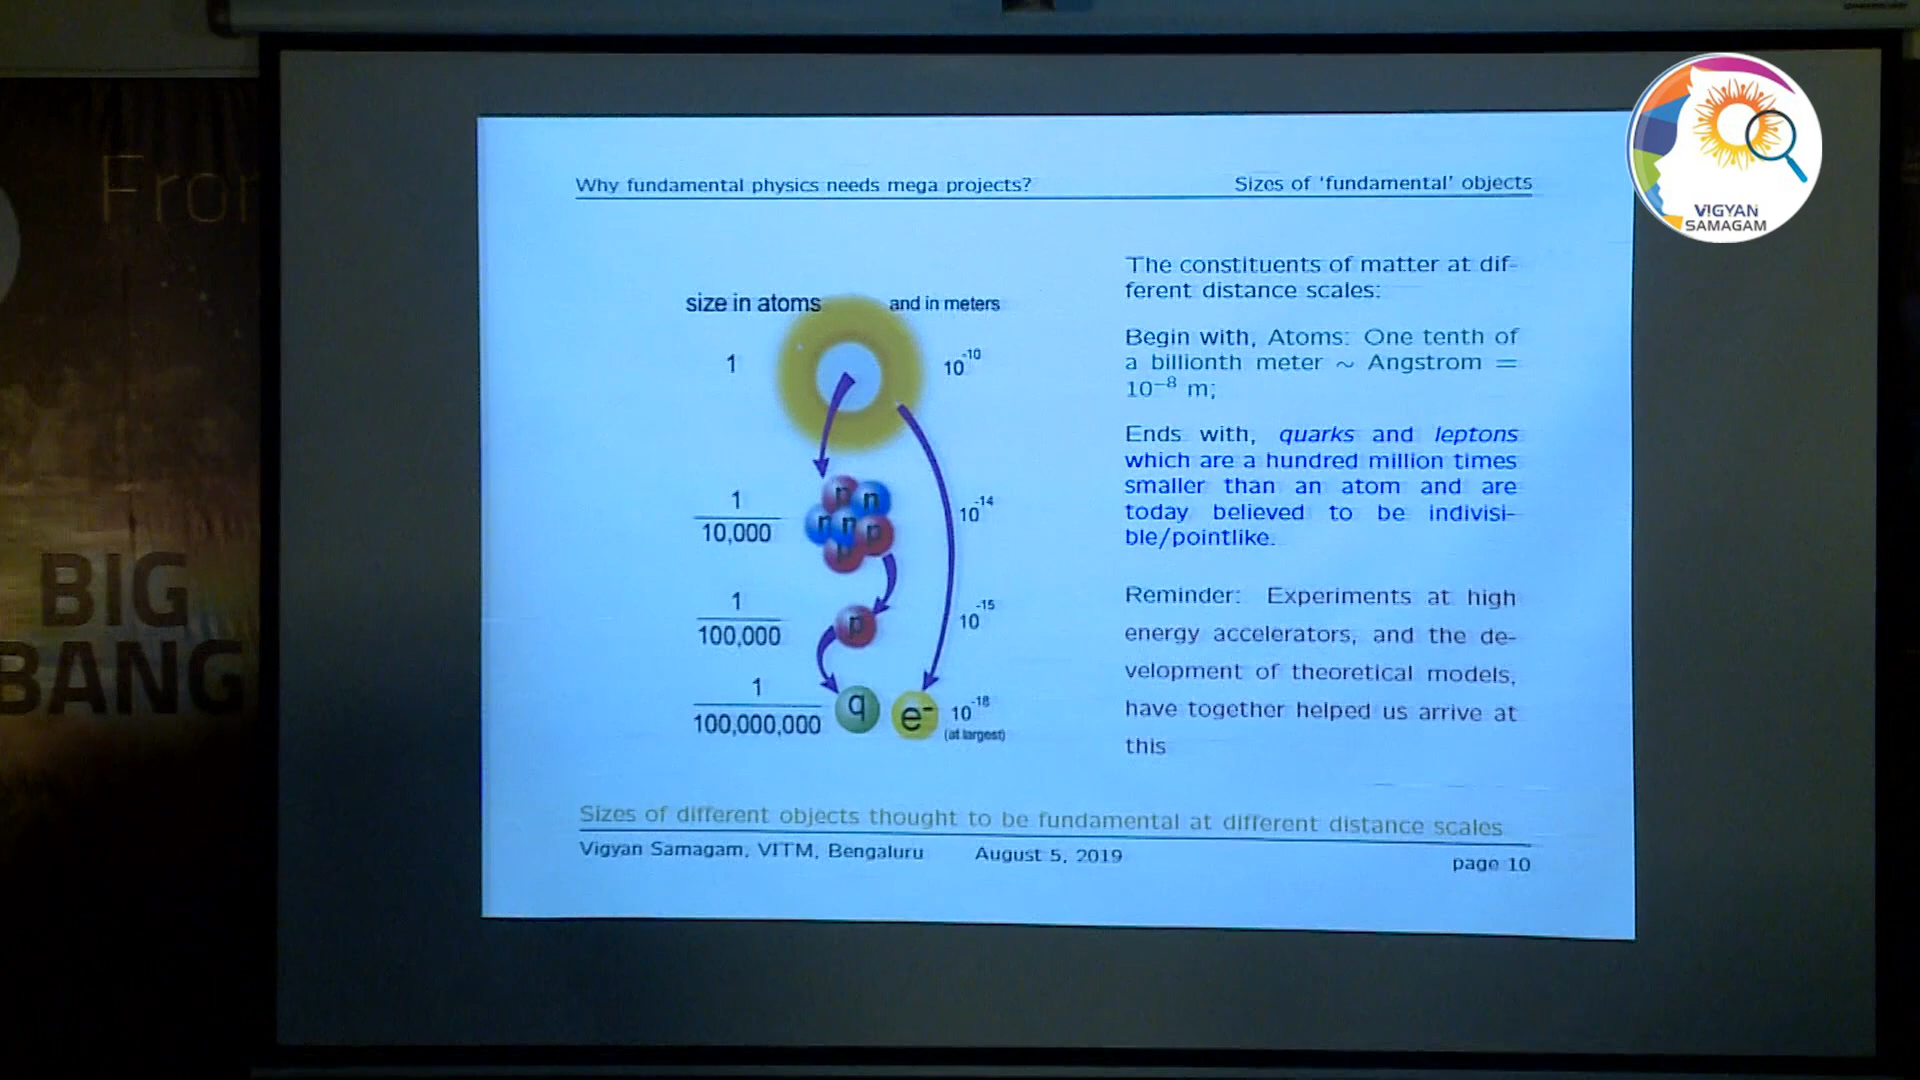 Fro
BIG
BANG
VIGYAN
SAMAGAM
Why fundamental physics needs mega projects?
Sizes of 'fundamental' objects
size in atoms
and in meters
1
10^-10
1
10,000
10^-14
n n
n n p
p
1
100,000
p
10^-15
1
100,000,000
q
e^-
10^-18
(at largest)
The constituents of matter at dif-
ferent distance scales:
Begin with, Atoms: One tenth of
a billionth meter ~ Angstrom =
10^-8 m;
Ends with, quarks and leptons
which are a hundred million times
smaller than an atom and are
today believed to be indivisi-
ble/pointlike.
Reminder: Experiments at high
energy accelerators, and the de-
velopment of theoretical models,
have together helped us arrive at
this
Sizes of different objects thought to be fundamental at different distance scales
Vigyan Samagam, VITM, Bengaluru
August 5, 2019
page 10